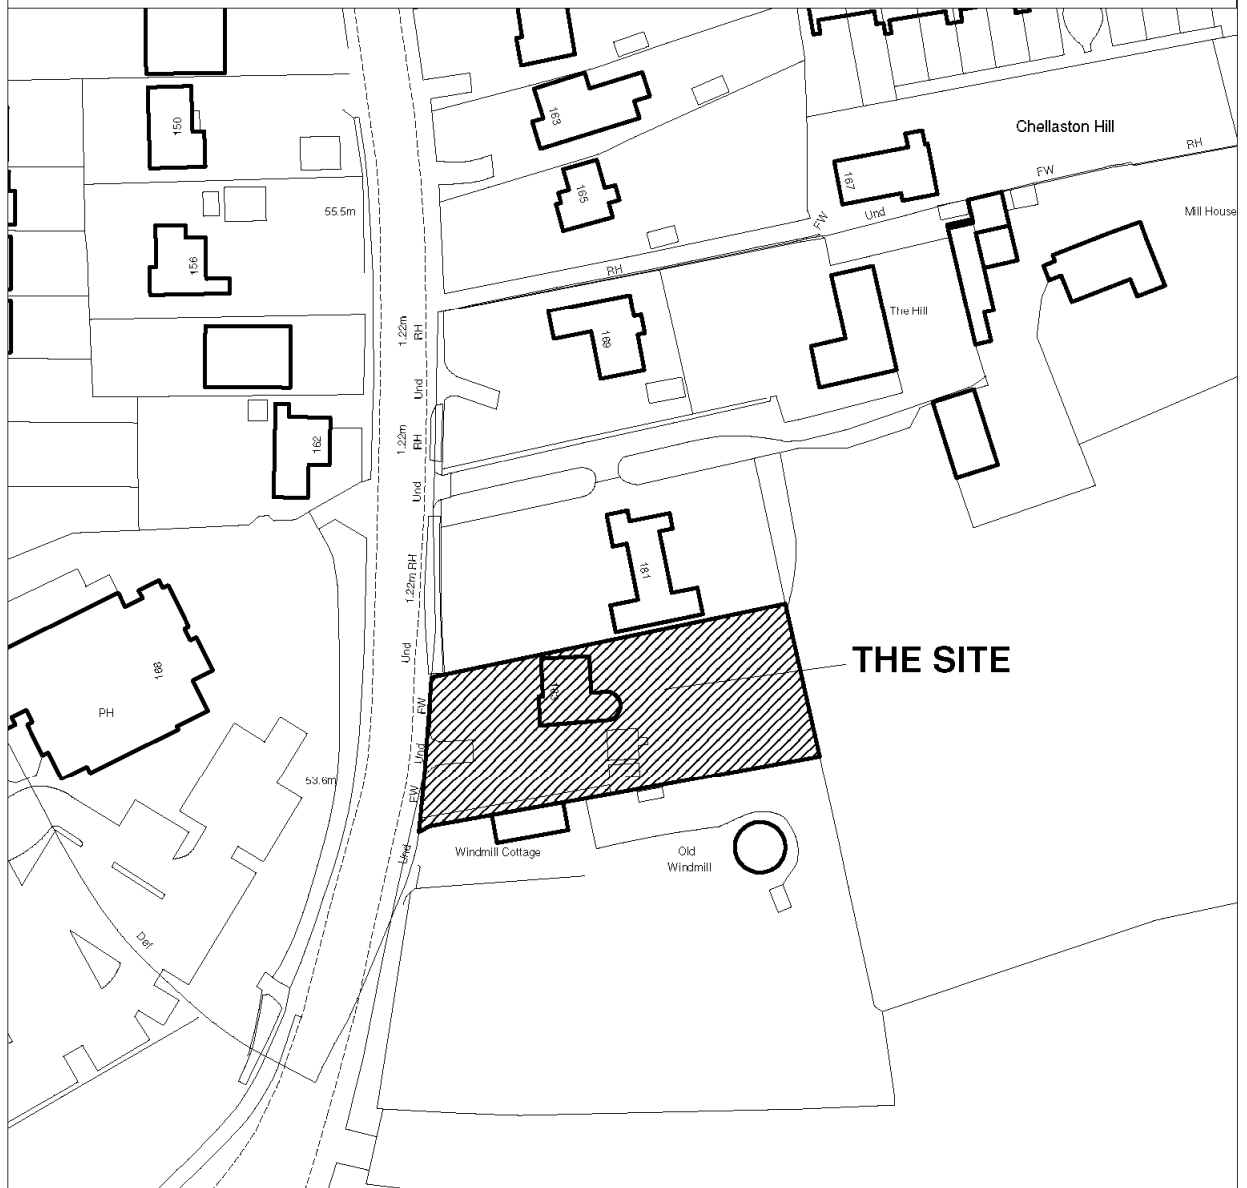 163
150
Chellaston Hill
RH
FW
167
165
Und
FW
55.5m
Mill House
156
RH
The Hill
1.22m RH
169
Und
1.22m RH
162
Und
181
1.22m RH
Und
THE SITE
168
183
FW
PH
Und
53.6m
FW
Und
Windmill Cottage
Old
Windmill
Def